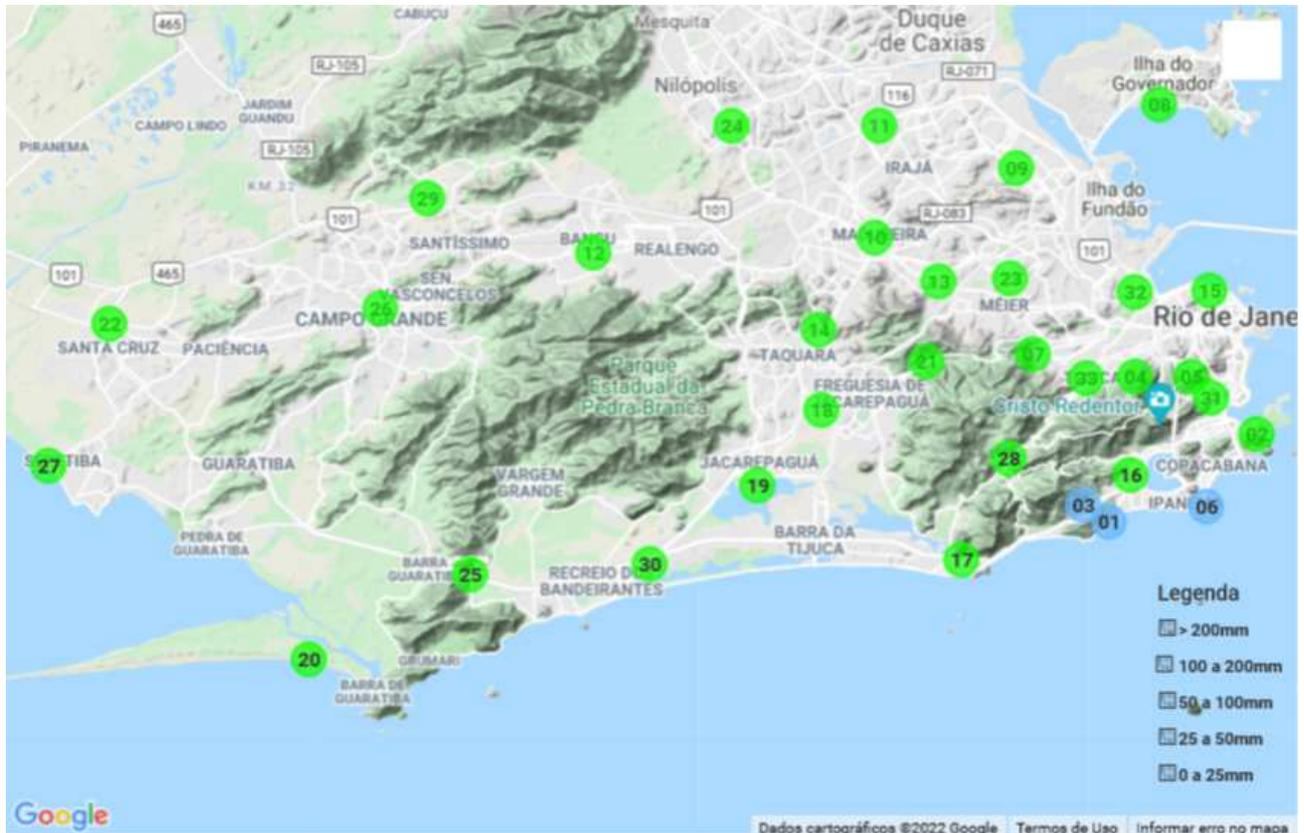 465
CABUÇU
Mesquita
Duque
de Caxias
RJ-105
RJ-071
Ilha do
Governador
Nilópolis
116
08
JARDIM
GUANDU
CAMPO LINDO
24
11
PIRANEMA
RJ-105
IRAJÁ
09
KM 32
29
Ilha do
Fundão
101
101
RJ-083
SANTÍSSIMO
12
REALENGO
10
101
101
465
SEN
VASCONCELOS
13
23
MÉIER
32
15
26
CAMPO GRANDE
22
SANTA CRUZ
PACIÊNCIA
14
TAQUARA
Rio de Jane
21
07
Parque
Estadual da
Pedra Branca
33
04
05
31
FREGUESIA DE
18
Cristo Redentor
02
27
GUARATIBA
JACAREPAGUÁ
28
16
COPACABANA
VARGEM
GRANDE
19
03
01
IPAN
06
PEDRA DE
GUARATIBA
BARRA DA
TIJUCA
BARRA
25
30
17
RECREIO
BANDEIRANTES
20
GRUMARI
BARRA DE
GUARATIBA
Legenda
> 200mm
100 a 200mm
50 a 100mm
25 a 50mm
0 a 25mm
Google
Dados cartográficos ©2022 Google
Termos de Uso
Informar erro no mapa